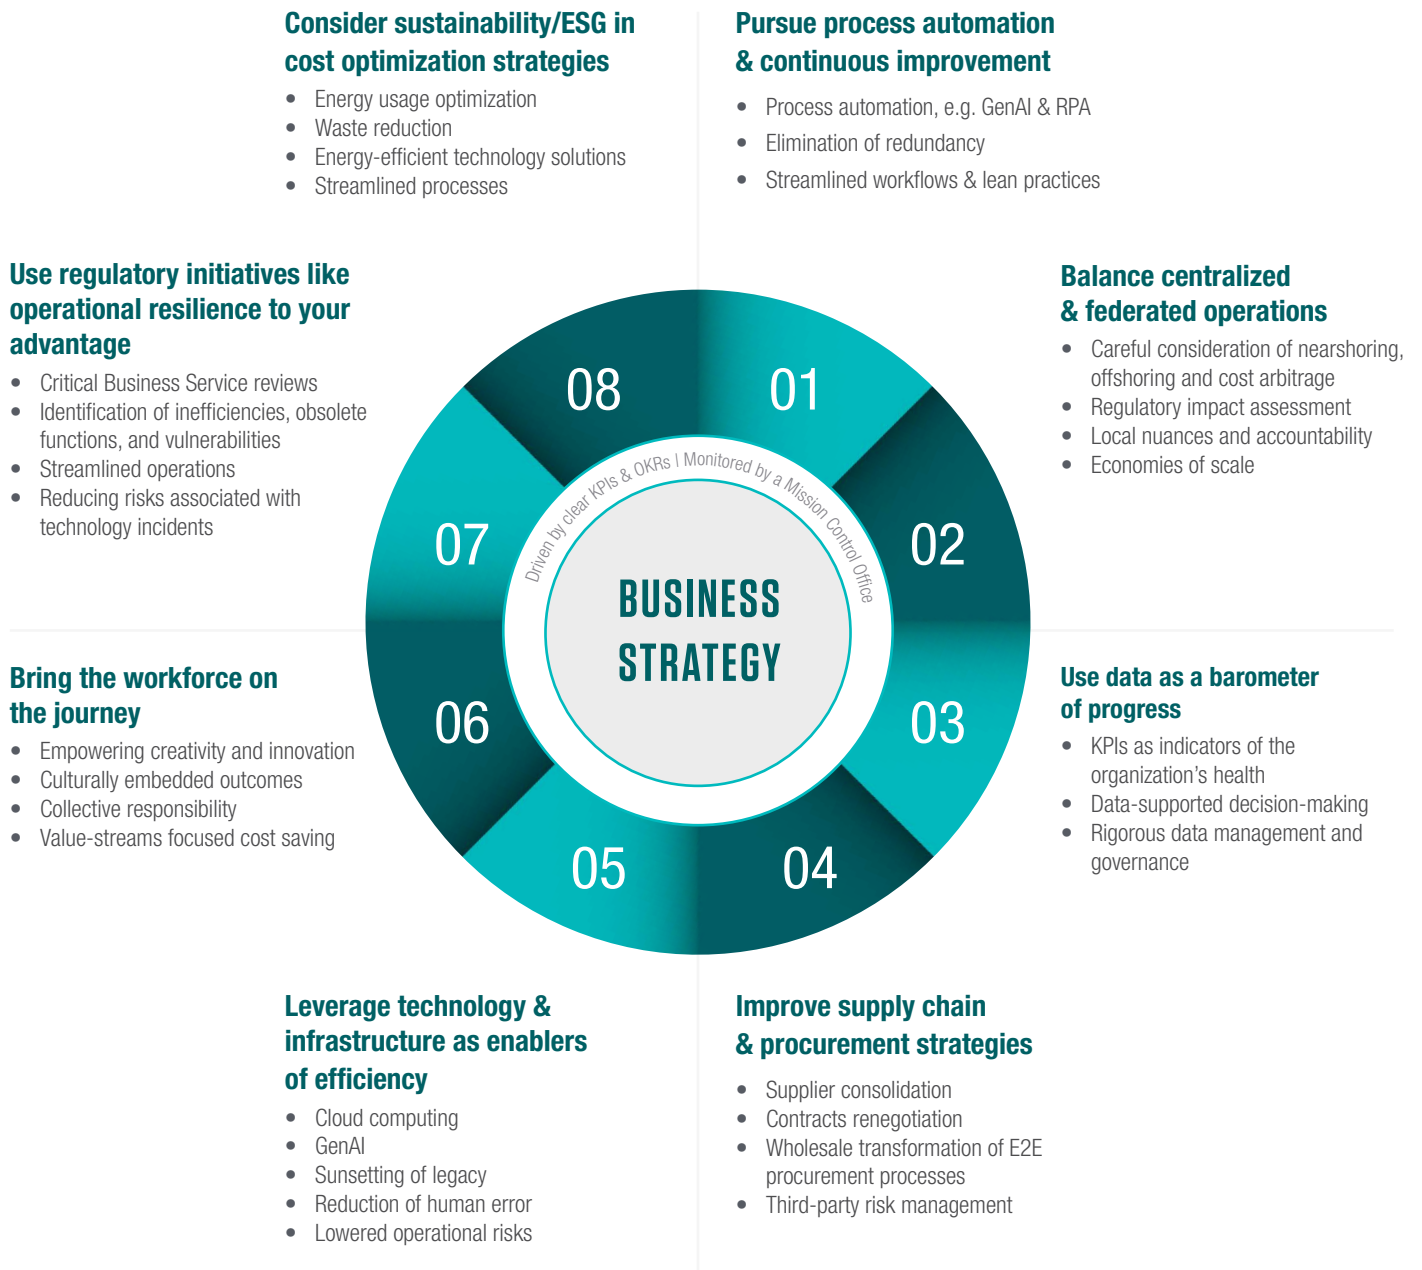 Consider sustainability/ESG in
cost optimization strategies
• Energy usage optimization
• Waste reduction
• Energy-efficient technology solutions
• Streamlined processes
Pursue process automation
& continuous improvement
• Process automation, e.g. GenAI & RPA
• Elimination of redundancy
• Streamlined workflows & lean practices
Use regulatory initiatives like
operational resilience to your
advantage
• Critical Business Service reviews
• Identification of inefficiencies, obsolete
functions, and vulnerabilities
• Streamlined operations
• Reducing risks associated with
technology incidents
Balance centralized
& federated operations
• Careful consideration of nearshoring,
offshoring and cost arbitrage
• Regulatory impact assessment
• Local nuances and accountability
• Economies of scale
08
01
07
02
06
03
05
04
Driven by clear KPIs & OKRs | Monitored by a Mission Control Office
BUSINESS
STRATEGY
Bring the workforce on
the journey
• Empowering creativity and innovation
• Culturally embedded outcomes
• Collective responsibility
• Value-streams focused cost saving
Use data as a barometer
of progress
• KPIs as indicators of the
organization’s health
• Data-supported decision-making
• Rigorous data management and
governance
Leverage technology &
infrastructure as enablers
of efficiency
• Cloud computing
• GenAI
• Sunsetting of legacy
• Reduction of human error
• Lowered operational risks
Improve supply chain
& procurement strategies
• Supplier consolidation
• Contracts renegotiation
• Wholesale transformation of E2E
procurement processes
• Third-party risk management